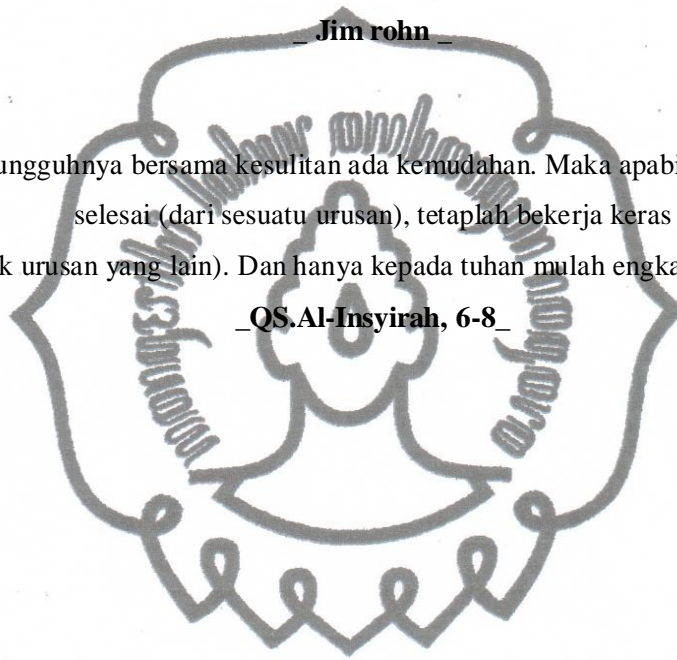 _ Jim rohn _
ungguhnya bersama kesulitan ada kemudahan. Maka apabi
selesai (dari sesuatu urusan), tetaplah bekerja keras
k urusan yang lain). Dan hanya kepada tuhan mulah engka
_QS.Al-Insyirah, 6-8_